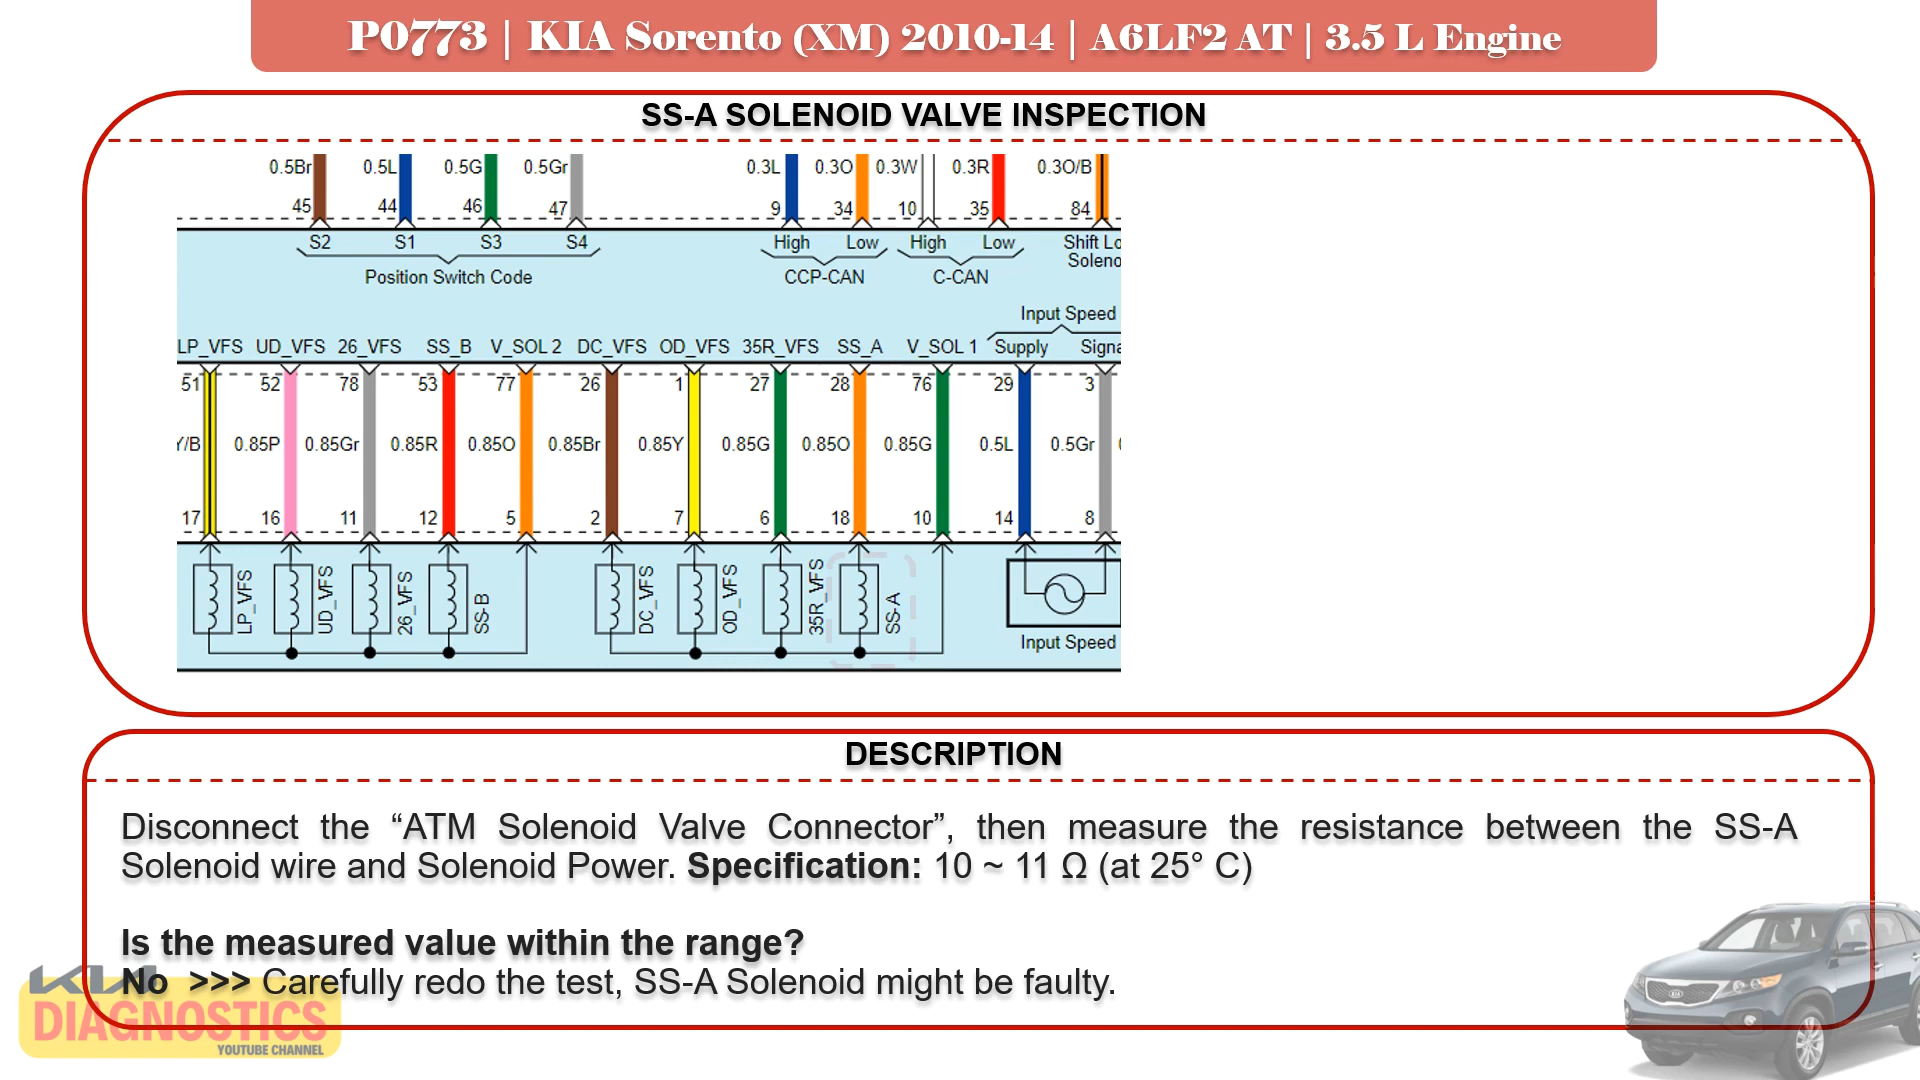 P0773 | KIA Sorento (XM) 2010-14 | A6LF2 AT | 3.5 L Engine
SS-A SOLENOID VALVE INSPECTION
0.5Br 0.5L 0.5G 0.5Gr 0.3L 0.3O 0.3W 0.3R 0.3O/B
45 44 46 47 9 34 10 35 84
S2 S1 S3 S4 High Low High Low Shift Lo
Soleno
Position Switch Code CCP-CAN C-CAN
Input Speed
LP_VFS UD_VFS 26_VFS SS_B V_SOL 2 DC_VFS OD_VFS 35R_VFS SS_A V_SOL 1 Supply Signa
51 52 78 53 77 26 1 27 28 76 29 3
Y/B 0.85P 0.85Gr 0.85R 0.85O 0.85Br 0.85Y 0.85G 0.85O 0.85G 0.5L 0.5Gr
17 16 11 12 5 2 7 6 18 10 14 8
LP_VFS UD_VFS 26_VFS SS-B DC_VFS OD_VFS 35R_VFS SS-A
Input Speed
DESCRIPTION
Disconnect the “ATM Solenoid Valve Connector”, then measure the resistance between the SS-A
Solenoid wire and Solenoid Power. Specification: 10 ~ 11 Ω (at 25° C)
Is the measured value within the range?
No >>> Carefully redo the test, SS-A Solenoid might be faulty.
KIA
DIAGNOSTICS
YOUTUBE CHANNEL